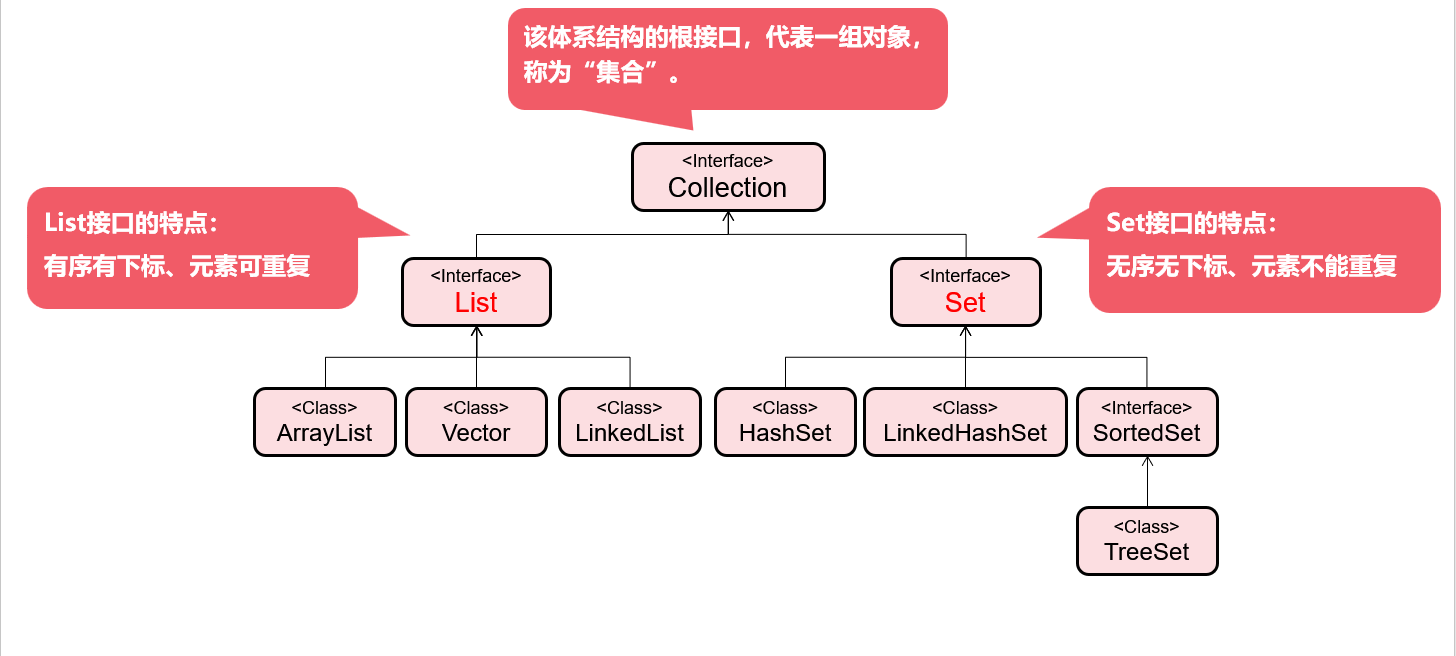 该体系结构的根接口，代表一组对象，
称为“集合”。
<Interface>
Collection
List接口的特点：
有序有下标、元素可重复
Set接口的特点：
无序无下标、元素不能重复
<Interface>
List
<Interface>
Set
<Class>
ArrayList
<Class>
Vector
<Class>
LinkedList
<Class>
HashSet
<Class>
LinkedHashSet
<Interface>
SortedSet
<Class>
TreeSet